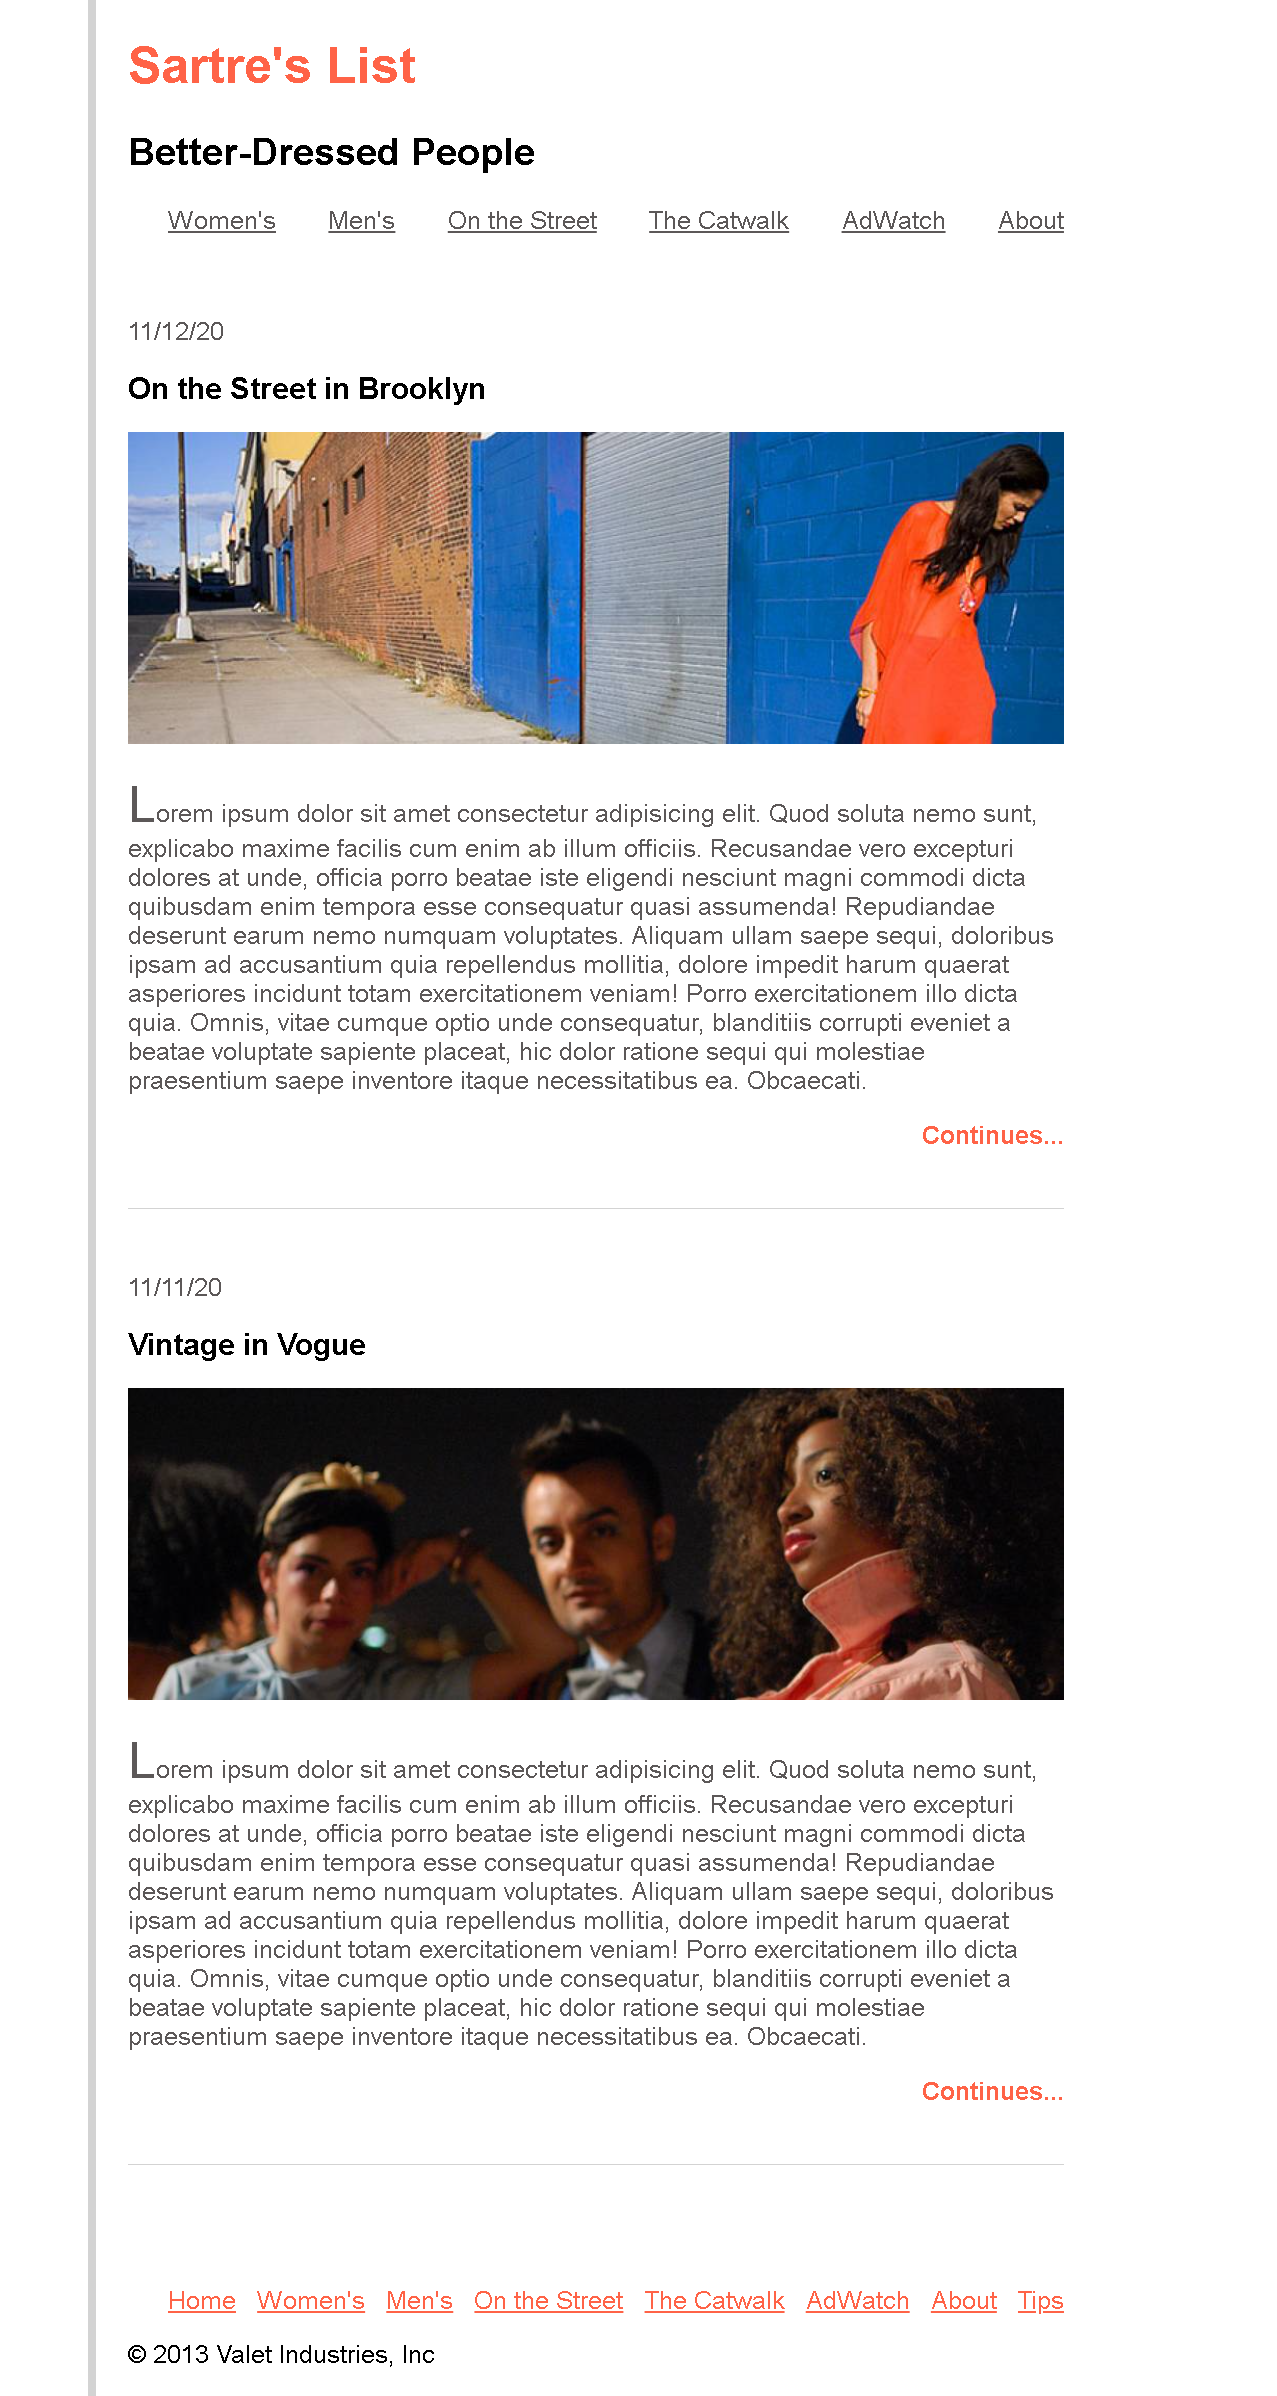 Sartre's List
Better-Dressed People
Women's Men's On the Street The Catwalk AdWatch About
11/12/20
On the Street in Brooklyn
Lorem ipsum dolor sit amet consectetur adipisicing elit. Quod soluta nemo sunt,
explicabo maxime facilis cum enim ab illum officiis. Recusandae vero excepturi
dolores at unde, officia porro beatae iste eligendi nesciunt magni commodi dicta
quibusdam enim tempora esse consequatur quasi assumenda! Repudiandae
deserunt earum nemo numquam voluptates. Aliquam ullam saepe sequi, doloribus
ipsam ad accusantium quia repellendus mollitia, dolore impedit harum quaerat
asperiores incidunt totam exercitationem veniam! Porro exercitationem illo dicta
quia. Omnis, vitae cumque optio unde consequatur, blanditiis corrupti eveniet a
beatae voluptate sapiente placeat, hic dolor ratione sequi qui molestiae
praesentium saepe inventore itaque necessitatibus ea. Obcaecati.
Continues...
11/11/20
Vintage in Vogue
Lorem ipsum dolor sit amet consectetur adipisicing elit. Quod soluta nemo sunt,
explicabo maxime facilis cum enim ab illum officiis. Recusandae vero excepturi
dolores at unde, officia porro beatae iste eligendi nesciunt magni commodi dicta
quibusdam enim tempora esse consequatur quasi assumenda! Repudiandae
deserunt earum nemo numquam voluptates. Aliquam ullam saepe sequi, doloribus
ipsam ad accusantium quia repellendus mollitia, dolore impedit harum quaerat
asperiores incidunt totam exercitationem veniam! Porro exercitationem illo dicta
quia. Omnis, vitae cumque optio unde consequatur, blanditiis corrupti eveniet a
beatae voluptate sapiente placeat, hic dolor ratione sequi qui molestiae
praesentium saepe inventore itaque necessitatibus ea. Obcaecati.
Continues...
Home Women's Men's On the Street The Catwalk AdWatch About Tips
© 2013 Valet Industries, Inc